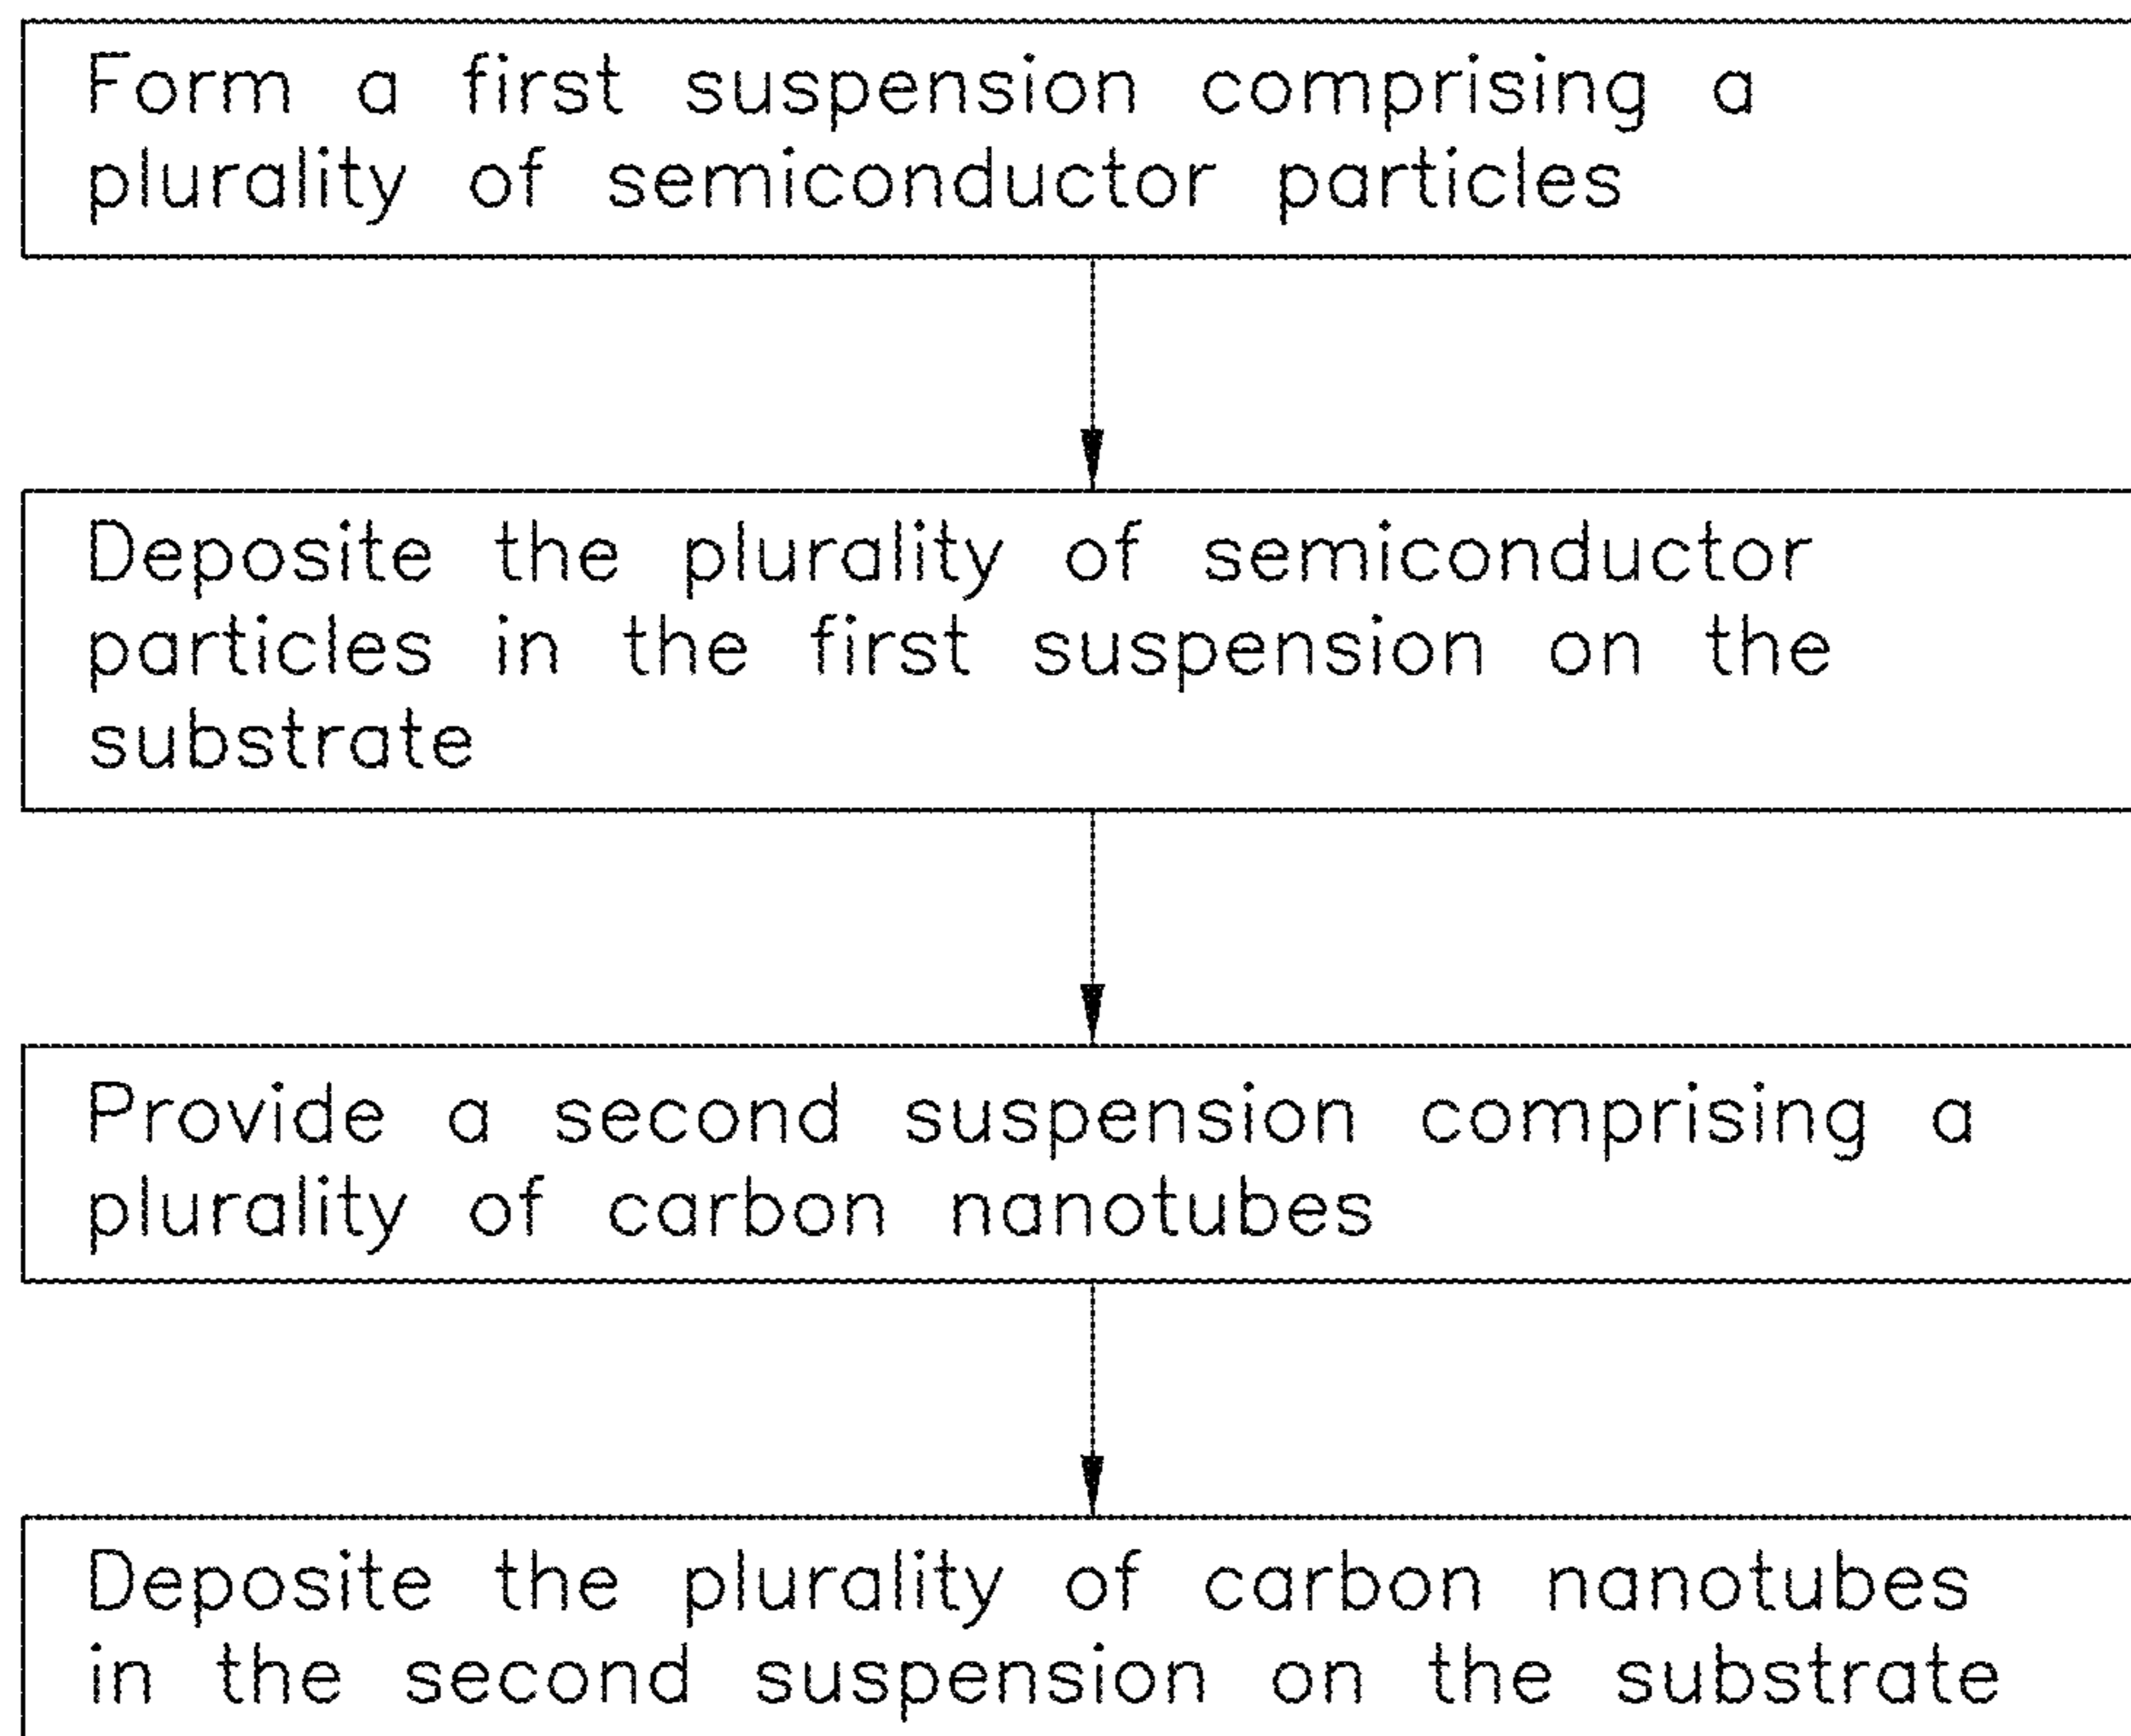 Form a first suspension comprising a
plurality of semiconductor particles
Deposite the plurality of semiconductor
particles in the first suspension on the
substrate
Provide a second suspension comprising a
plurality of carbon nanotubes
Deposite the plurality of carbon nanotubes
in the second suspension on the substrate